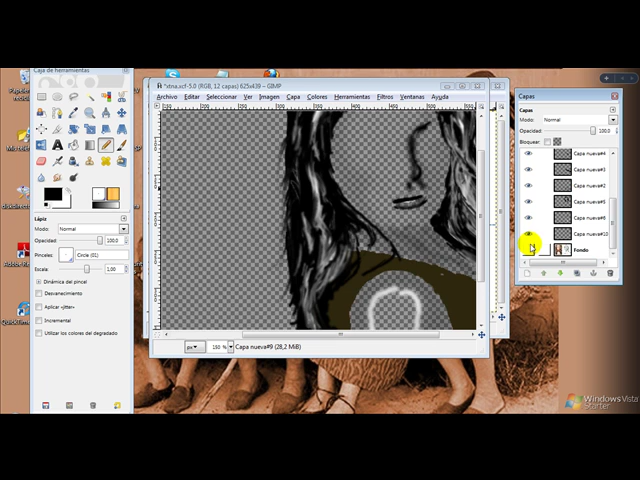 Caja de herramientas
*xtna.xcf-5.0 (RGB, 12 capas) 625x439 – GIMP
Archivo Editar Seleccionar Ver Imagen Capa Colores Herramientas Filtros Ventanas Ayuda
Lápiz
Modo: Normal
Opacidad: 100.0
Pinceles: Circle (01)
Escala: 1.00
Dinámica del pincel
Desvanecimiento
Aplicar «jitter»
Incremental
Utilizar los colores del degradado
px 150 % Capa nueva#9 (28,2 MiB)
Capas
Capas
Modo: Normal
Opacidad: 100.0
Bloquear:
Capa nueva#4
Capa nueva#3
Capa nueva#2
Capa nueva#5
Capa nueva#8
Capa nueva#10
Fondo
Windows Vista
Starter